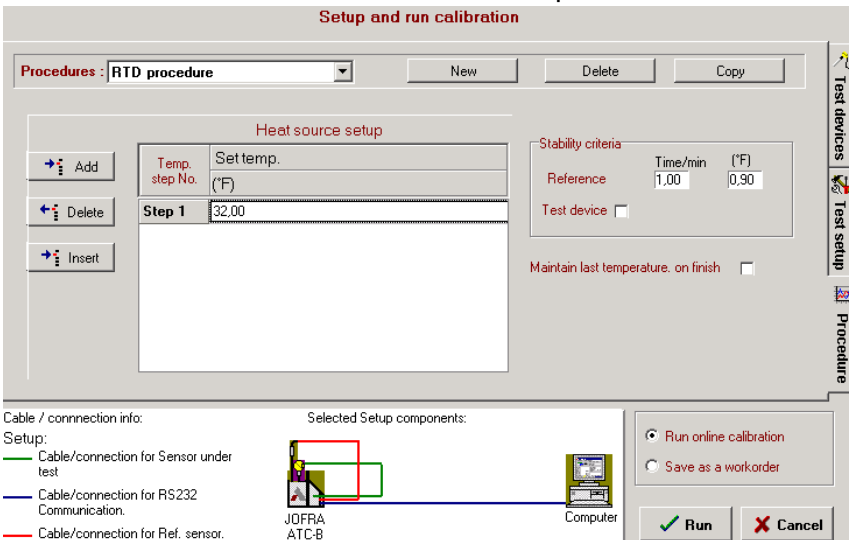 Setup and run calibration
Procedures : RTD procedure New Delete Copy
Heat source setup
Add
Temp. step No.
Set temp.
(°F)
Delete
Step 1 32,00
Insert
Stability criteria
Time/min (°F)
Reference 1,00 0,90
Test device
Maintain last temperature. on finish
Test devices
Test setup
Procedure
Cable / connnection info:
Setup:
Cable/connection for Sensor under
test
Cable/connection for RS232
Communication.
Cable/connection for Ref. sensor.
Selected Setup components:
JOFRA
ATC-B
Computer
Run online calibration
Save as a workorder
Run Cancel